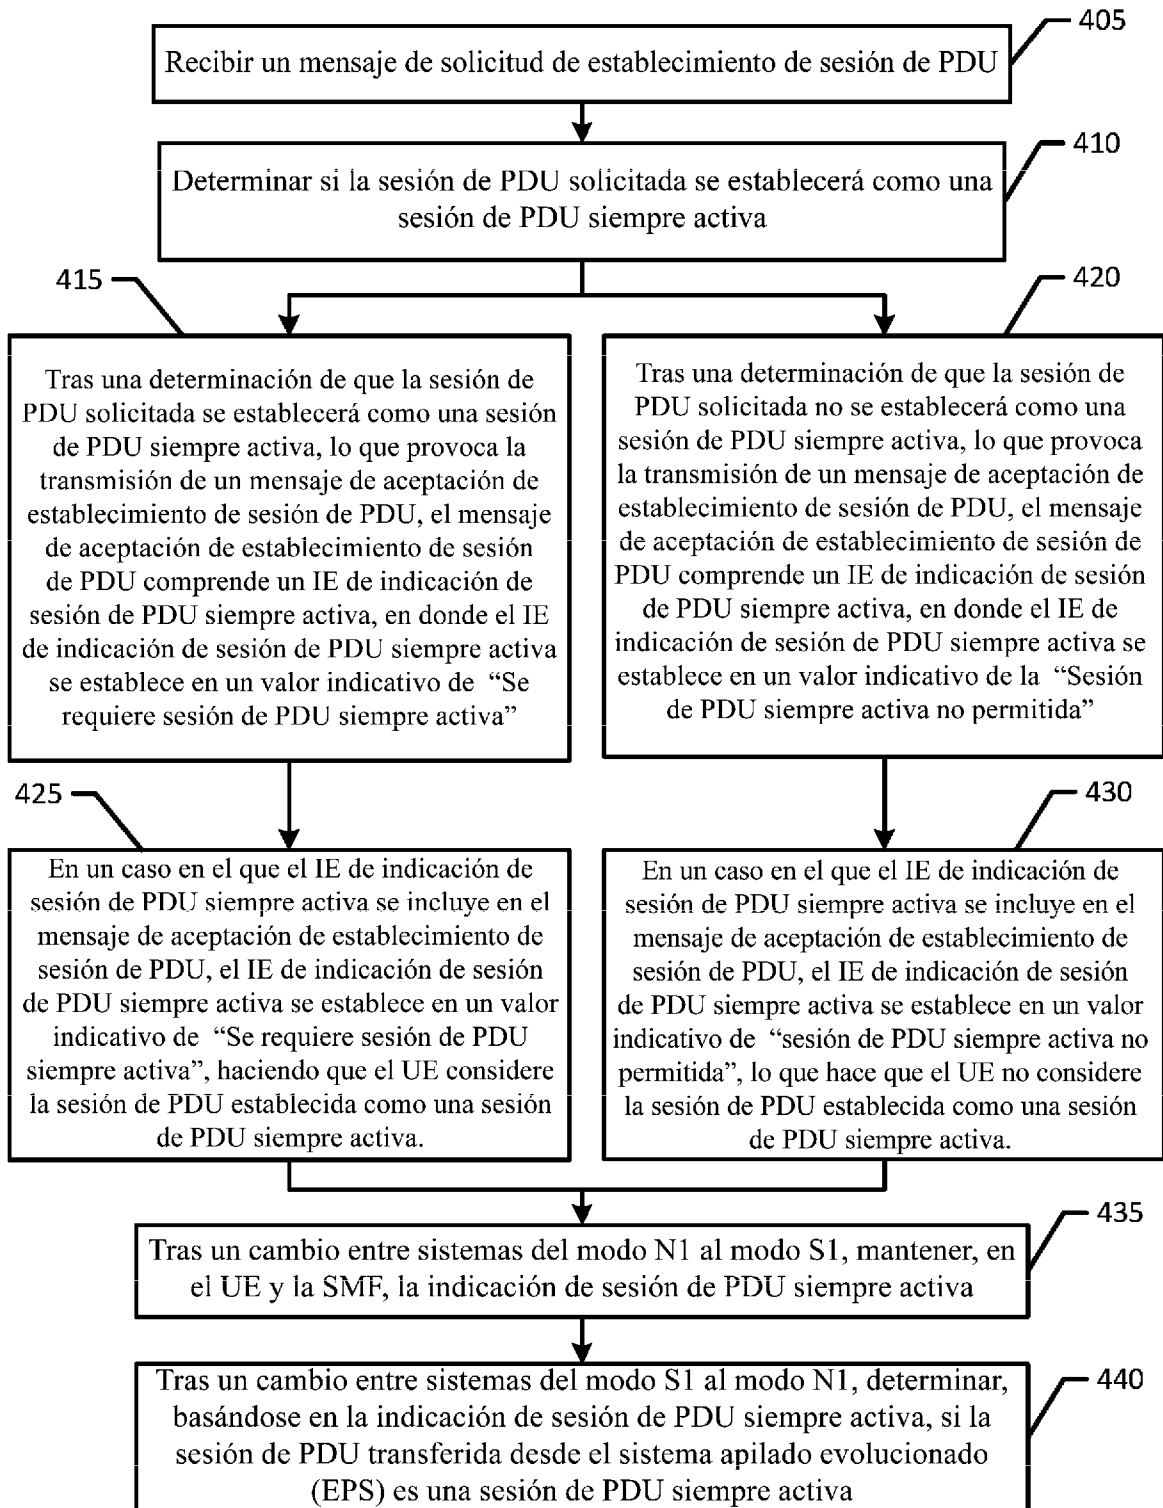 405
Recibir un mensaje de solicitud de establecimiento de sesión de PDU
410
Determinar si la sesión de PDU solicitada se establecerá como una
sesión de PDU siempre activa
415
Tras una determinación de que la sesión de
PDU solicitada se establecerá como una sesión
de PDU siempre activa, lo que provoca la
transmisión de un mensaje de aceptación de
establecimiento de sesión de PDU, el mensaje
de aceptación de establecimiento de sesión
de PDU comprende un IE de indicación de
sesión de PDU siempre activa, en donde el IE
de indicación de sesión de PDU siempre activa
se establece en un valor indicativo de “Se
requiere sesión de PDU siempre activa”
420
Tras una determinación de que la sesión de
PDU solicitada no se establecerá como una
sesión de PDU siempre activa, lo que provoca
la transmisión de un mensaje de aceptación de
establecimiento de sesión de PDU, el mensaje
de aceptación de establecimiento de sesión de
PDU comprende un IE de indicación de sesión
de PDU siempre activa, en donde el IE de
indicación de sesión de PDU siempre activa se
establece en un valor indicativo de la “Sesión
de PDU siempre activa no permitida”
425
En un caso en el que el IE de indicación de
sesión de PDU siempre activa se incluye en el
mensaje de aceptación de establecimiento de
sesión de PDU, el IE de indicación de sesión
de PDU siempre activa se establece en un valor
indicativo de “Se requiere sesión de PDU
siempre activa”, haciendo que el UE considere
la sesión de PDU establecida como una sesión
de PDU siempre activa.
430
En un caso en el que el IE de indicación de
sesión de PDU siempre activa se incluye en el
mensaje de aceptación de establecimiento de
sesión de PDU, el IE de indicación de sesión
de PDU siempre activa se establece en un valor
indicativo de “sesión de PDU siempre activa no
permitida”, lo que hace que el UE no considere
la sesión de PDU establecida como una sesión
de PDU siempre activa.
435
Tras un cambio entre sistemas del modo N1 al modo S1, mantener, en
el UE y la SMF, la indicación de sesión de PDU siempre activa
440
Tras un cambio entre sistemas del modo S1 al modo N1, determinar,
basándose en la indicación de sesión de PDU siempre activa, si la
sesión de PDU transferida desde el sistema apilado evolucionado
(EPS) es una sesión de PDU siempre activa